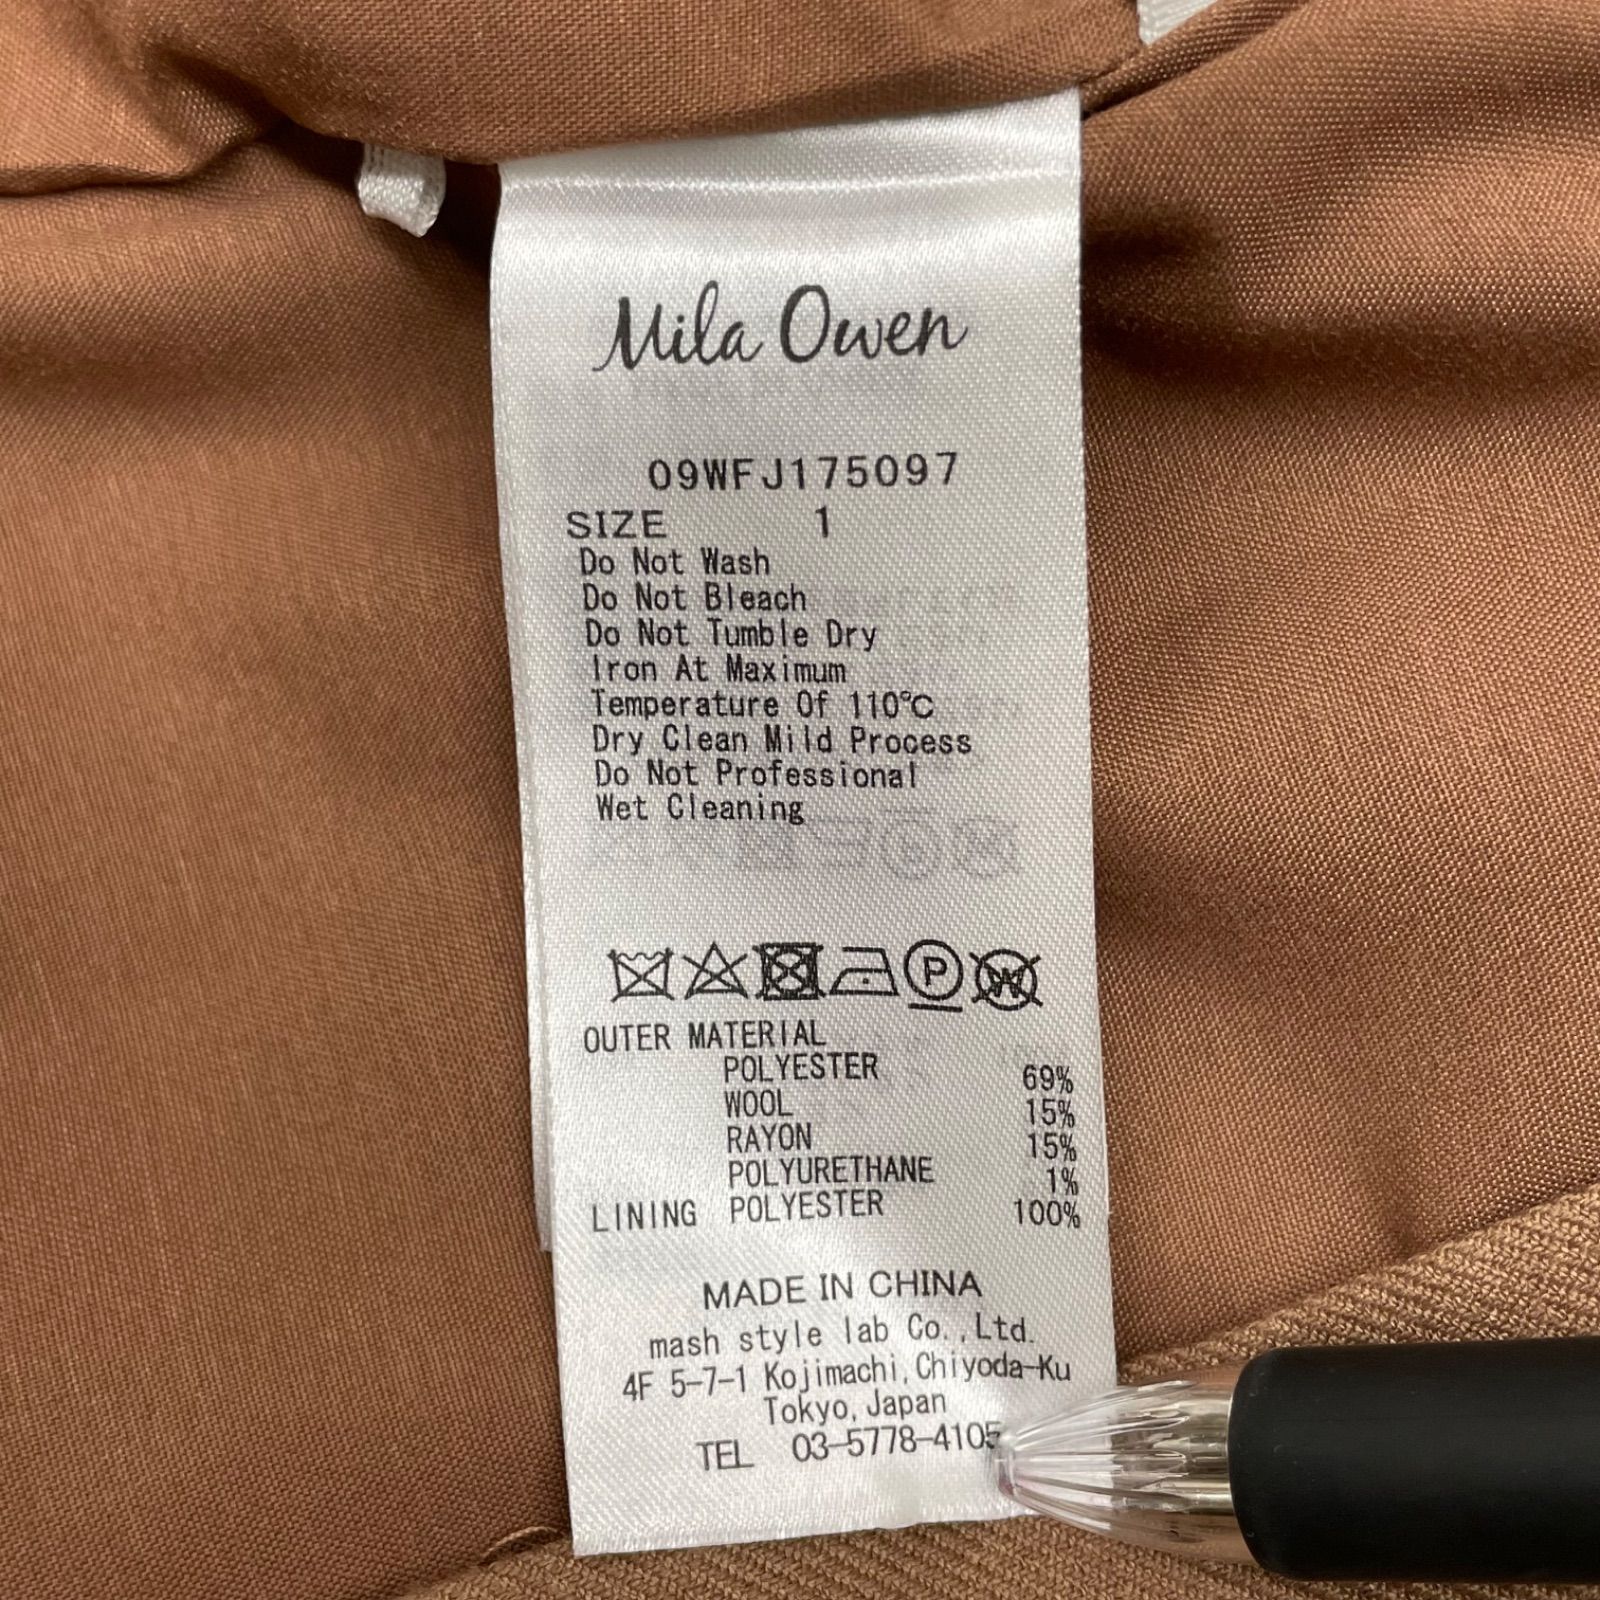 Mila Owen
09WFJ175097
SIZE 1
Do Not Wash
Do Not Bleach
Do Not Tumble Dry
Iron At Maximum
Temperature Of 110℃
Dry Clean Mild Process
Do Not Professional
Wet Cleaning
P W
OUTER MATERIAL
POLYESTER 69%
WOOL 15%
RAYON 15%
POLYURETHANE 1%
LINING POLYESTER 100%
MADE IN CHINA
mash style lab Co.,Ltd.
4F 5-7-1 Kojimachi,Chiyoda-Ku
Tokyo,Japan
TEL 03-5778-4105